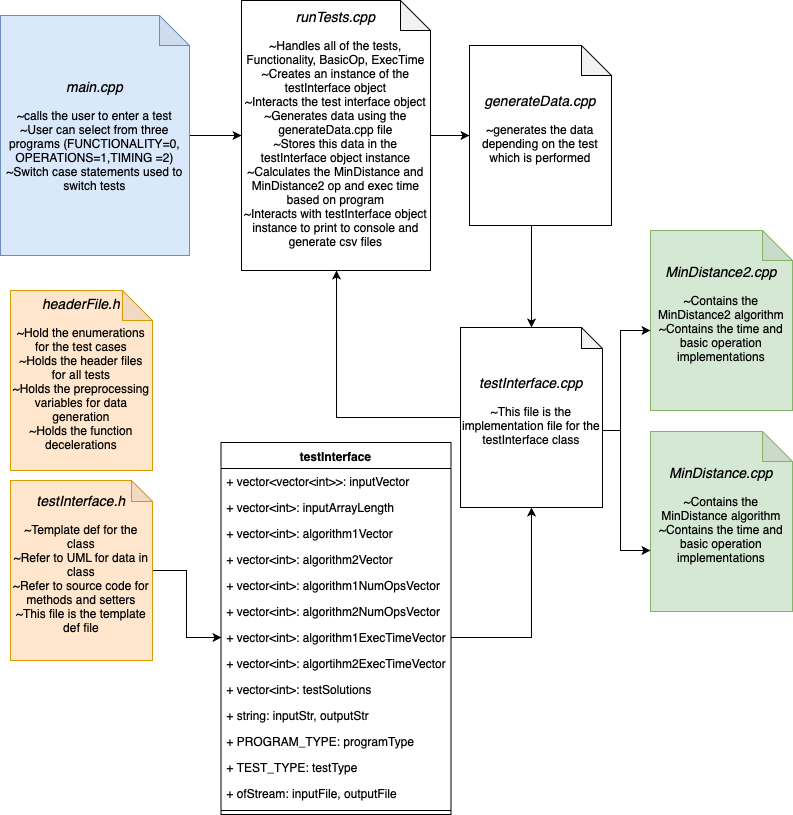 main.cpp
~calls the user to enter a test
~User can select from three
programs (FUNCTIONALITY=0,
OPERATIONS=1,TIMING =2)
~Switch case statements used to
switch tests
runTests.cpp
~Handles all of the tests,
Functionality, BasicOp, ExecTime
~Creates an instance of the
testInterface object
~Interacts the test interface object
~Generates data using the
generateData.cpp file
~Stores this data in the
testInterface object instance
~Calculates the MinDistance and
MinDistance2 op and exec time
based on program
~Interacts with testInterface object
instance to print to console and
generate csv files
generateData.cpp
~generates the data
depending on the test
which is performed
MinDistance2.cpp
~Contains the
MinDistance2 algorithm
~Contains the time and
basic operation
implementations
headerFile.h
~Hold the enumerations
for the test cases
~Holds the header files
for all tests
~Holds the preprocessing
variables for data
generation
~Holds the function
decelerations
testInterface.cpp
~This file is the
implementation file for the
testInterface class
MinDistance.cpp
~Contains the
MinDistance algorithm
~Contains the time and
basic operation
implementations
testInterface.h
~Template def for the
class
~Refer to UML for data in
class
~Refer to source code for
methods and setters
~This file is the template
def file
testInterface
+ vector<vector<int>>: inputVector
+ vector<int>: inputArrayLength
+ vector<int>: algorithm1Vector
+ vector<int>: algorithm2Vector
+ vector<int>: algorithm1NumOpsVector
+ vector<int>: algorithm2NumOpsVector
+ vector<int>: algorithm1ExecTimeVector
+ vector<int>: algortihm2ExecTimeVector
+ vector<int>: testSolutions
+ string: inputStr, outputStr
+ PROGRAM_TYPE: programType
+ TEST_TYPE: testType
+ ofStream: inputFile, outputFile